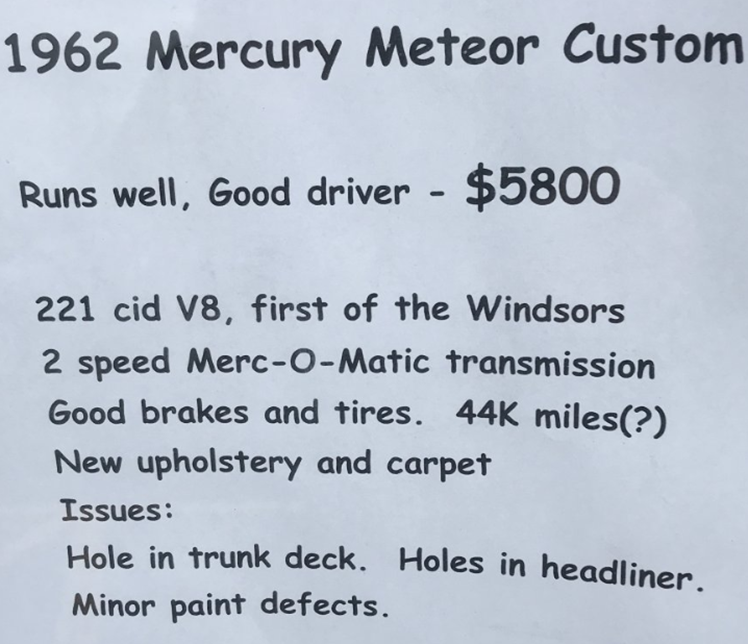 1962 Mercury Meteor Custom
Runs well, Good driver - $5800
221 cid V8, first of the Windsors
2 speed Merc-O-Matic transmission
Good brakes and tires. 44K miles(?)
New upholstery and carpet
Issues:
Hole in trunk deck. Holes in headliner.
Minor paint defects.